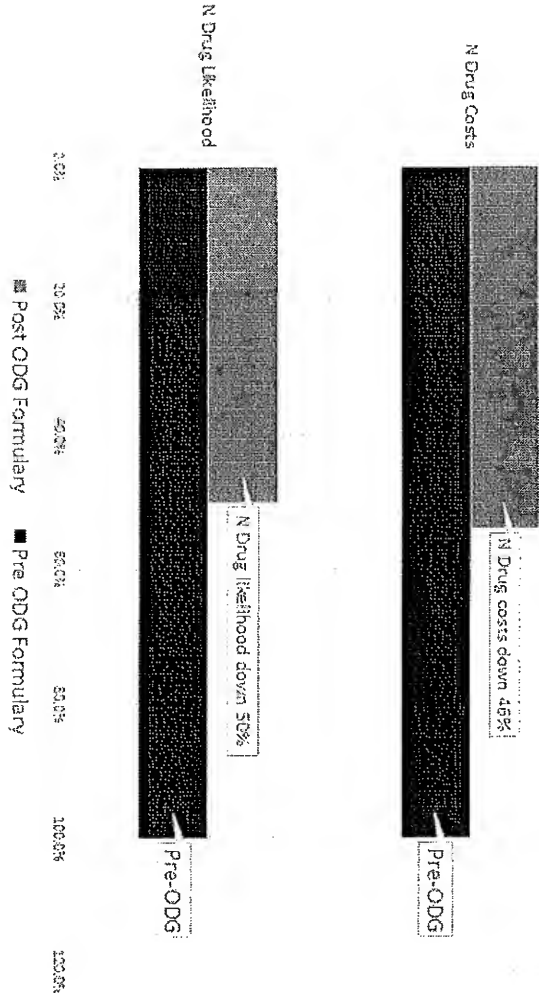 N Drug Costs
N Drug costs down 46%
Pre-ODG
N Drug Likelihood
N Drug likelihood down 50%
Pre-ODG
0.0%
20.0%
40.0%
60.0%
80.0%
100.0%
120.0%
Post ODG Formulary
Pre ODG Formulary